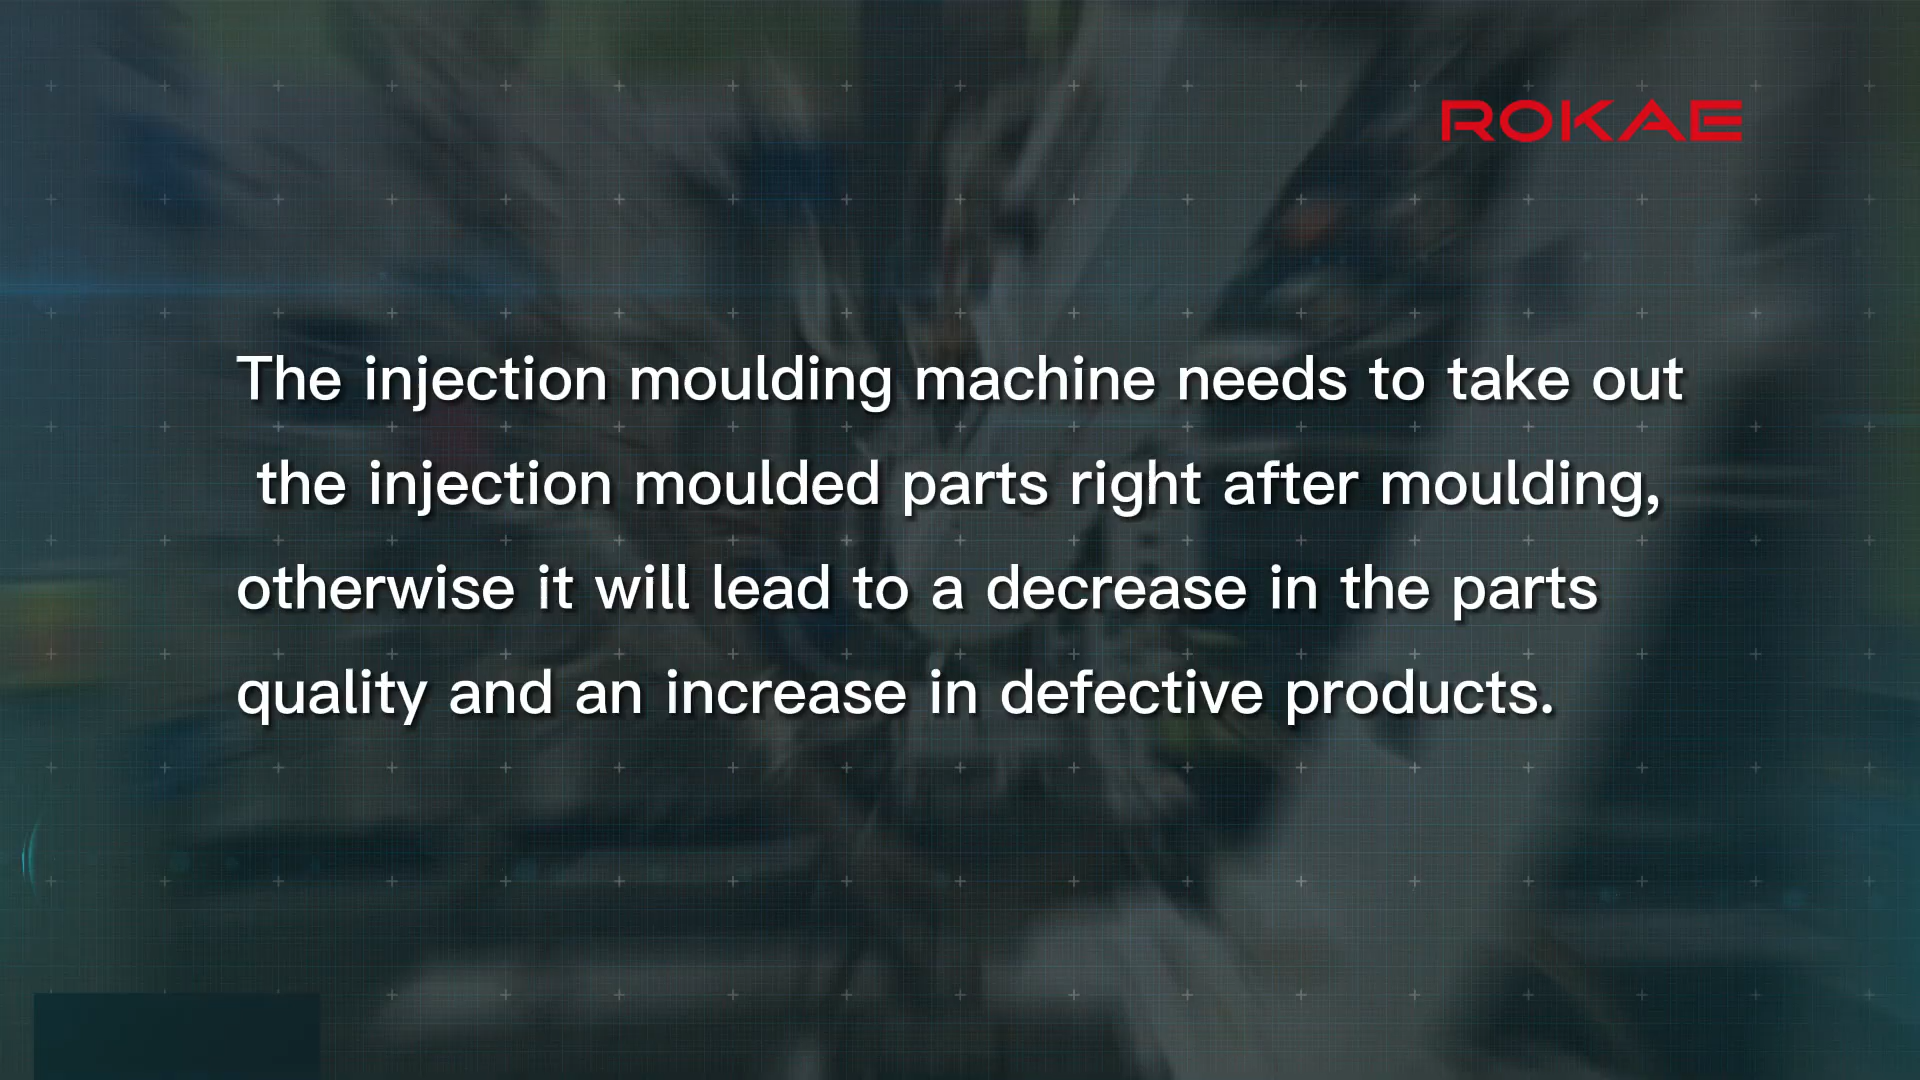 ROKAE
The injection moulding machine needs to take out
the injection moulded parts right after moulding,
otherwise it will lead to a decrease in the parts
quality and an increase in defective products.